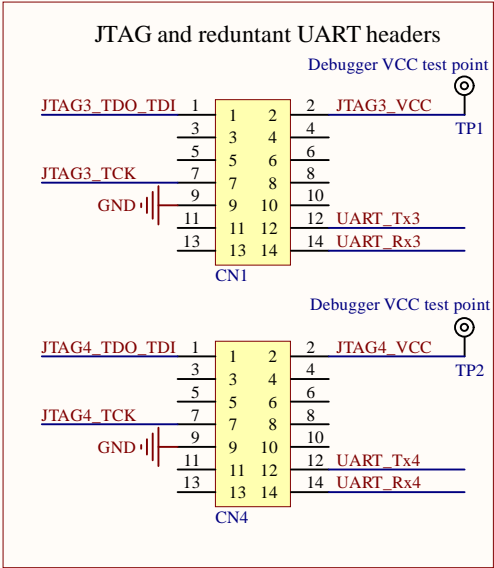 JTAG and reduntant UART headers
Debugger VCC test point
JTAG3_TDO_TDI 1 1 2 2 JTAG3_VCC
TP1
3 3 4 4
5 5 6 6
JTAG3_TCK 7 7 8 8
GND 9 9 10 10
11 11 12 12 UART_Tx3
13 13 14 14 UART_Rx3
CN1
Debugger VCC test point
JTAG4_TDO_TDI 1 1 2 2 JTAG4_VCC
TP2
3 3 4 4
5 5 6 6
JTAG4_TCK 7 7 8 8
GND 9 9 10 10
11 11 12 12 UART_Tx4
13 13 14 14 UART_Rx4
CN4